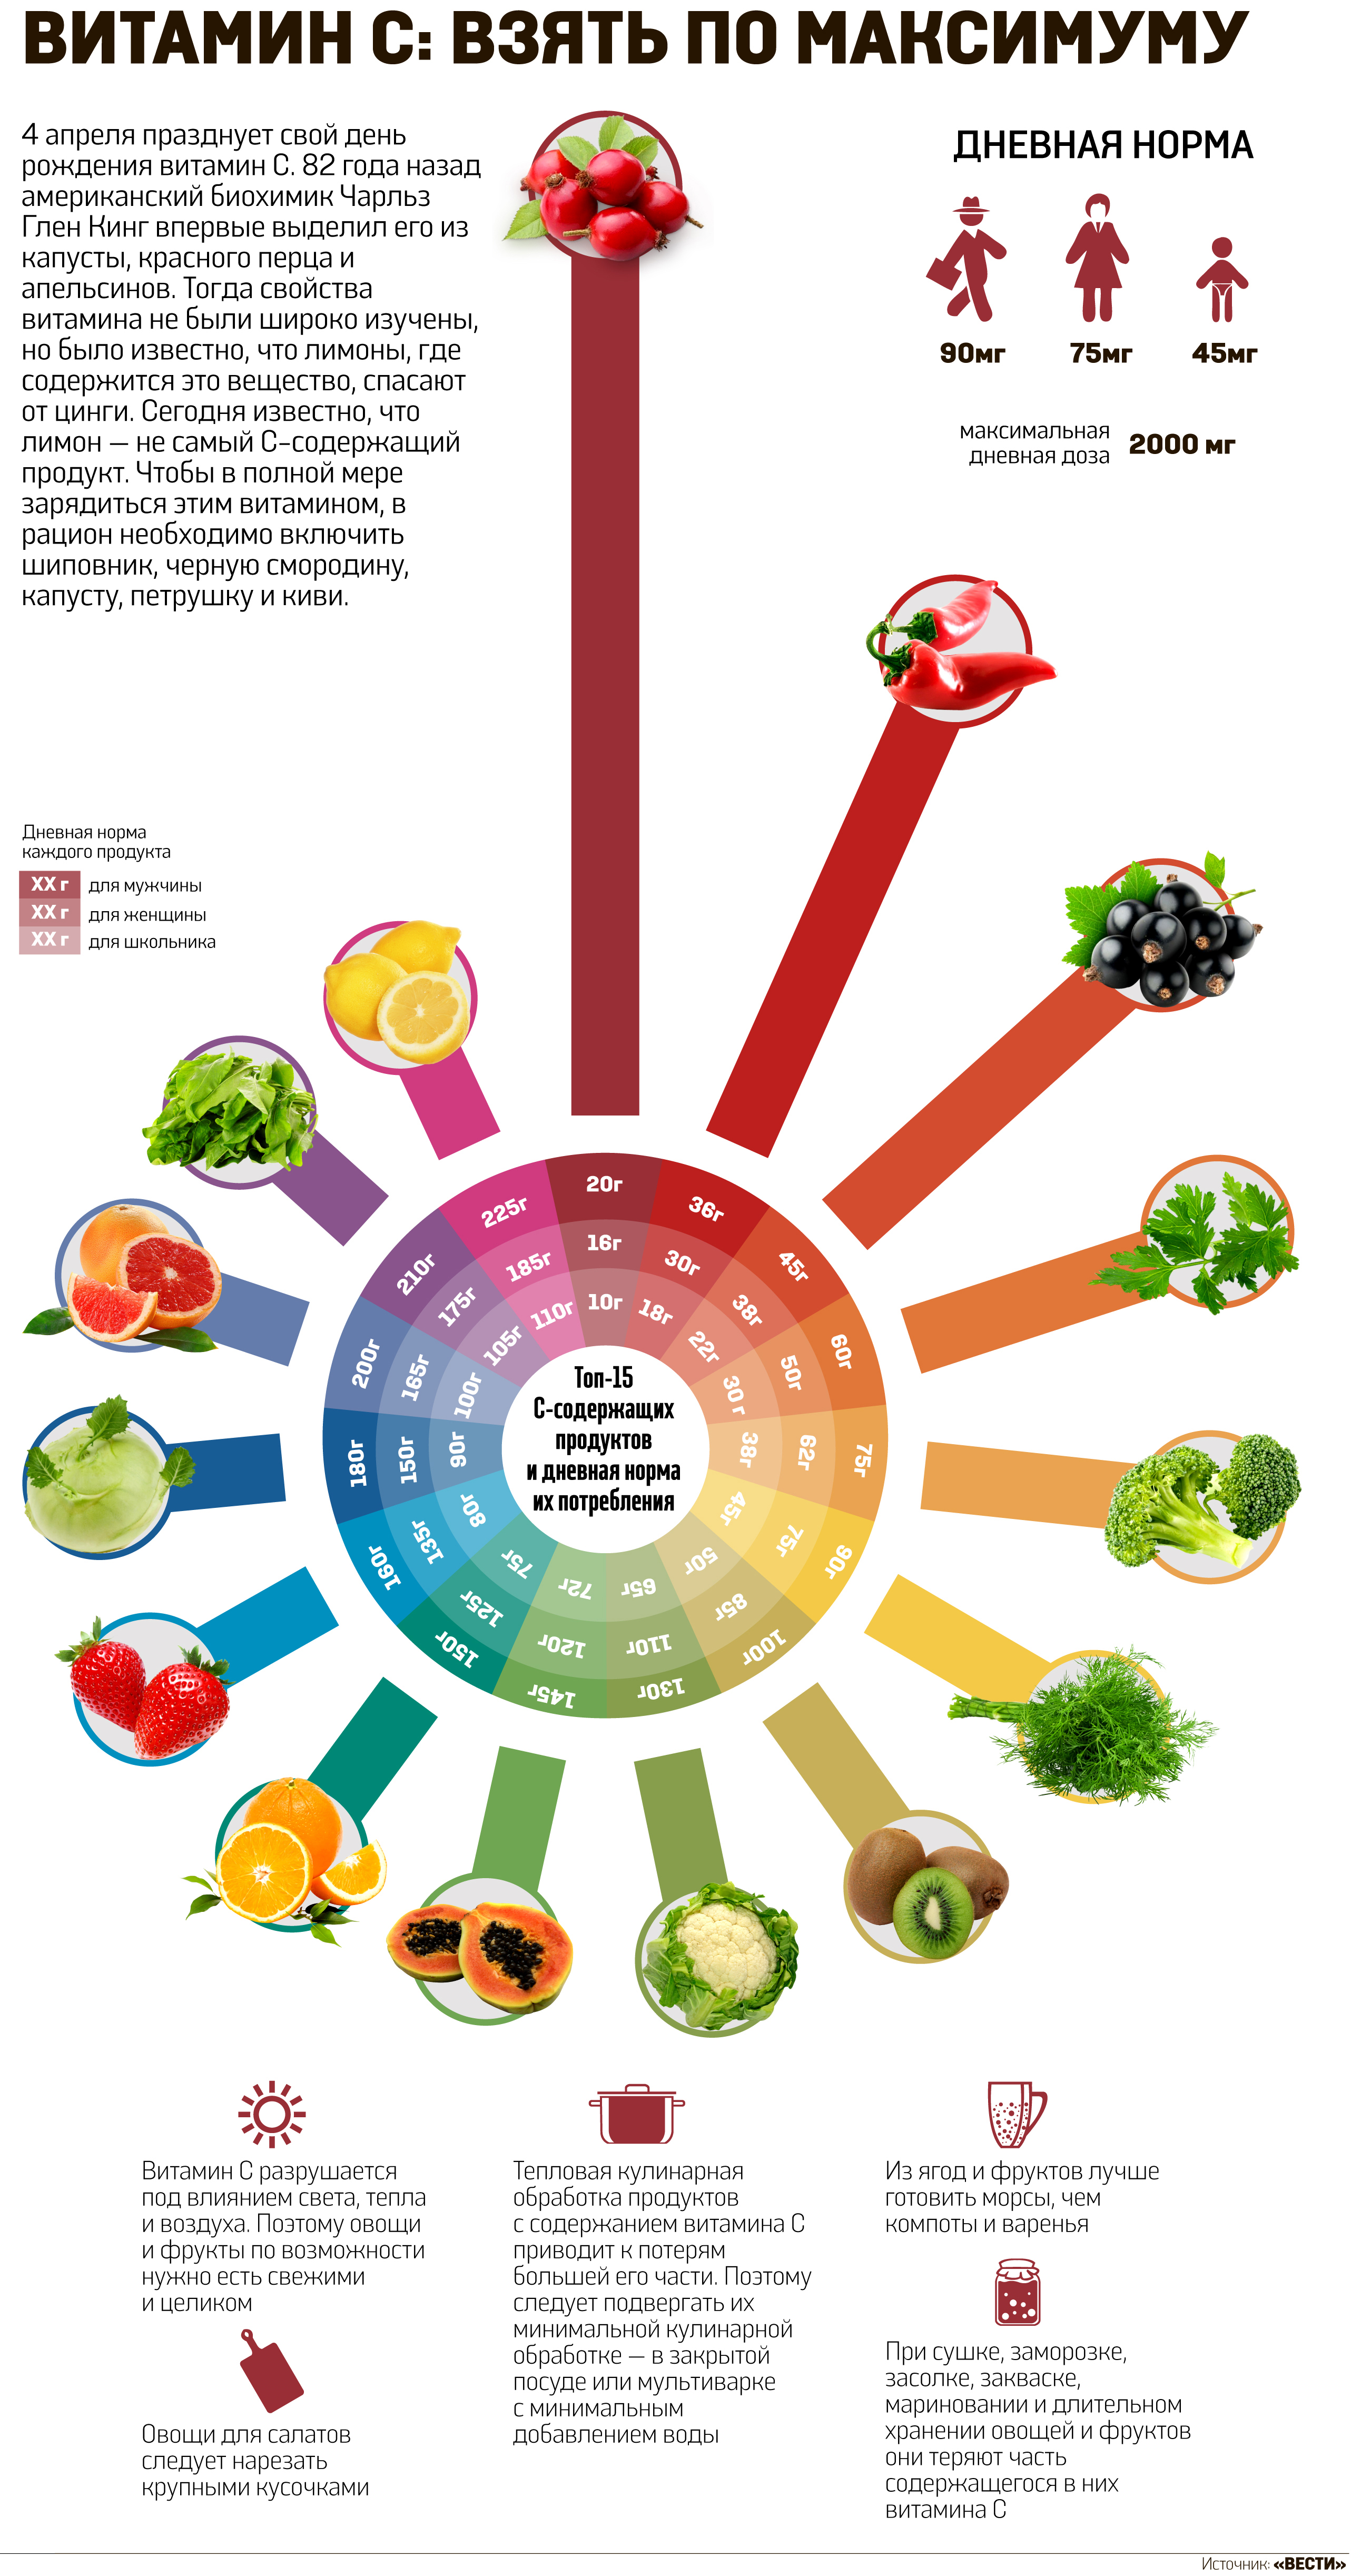 ВИТАМИН С: ВЗЯТЬ ПО МАКСИМУМУ
4 апреля празднует свой день
рождения витамин С. 82 года назад
американский биохимик Чарльз
Глен Кинг впервые выделил его из
капусты, красного перца и
апельсинов. Тогда свойства
витамина не были широко изучены,
но было известно, что лимоны, где
содержится это вещество, спасают
от цинги. Сегодня известно, что
лимон – не самый С-содержащий
продукт. Чтобы в полной мере
зарядиться этим витамином, в
рацион необходимо включить
шиповник, черную смородину,
капусту, петрушку и киви.
ДНЕВНАЯ НОРМА
90мг 75мг 45мг
максимальная
дневная доза
2000 мг
Дневная норма
каждого продукта
ХХ г для мужчины
ХХ г для женщины
ХХ г для школьника
20г
16г
10г
36г
30г
18г
45г
38г
22г
60г
50г
30 г
75г
62г
38г
90г
75г
45г
100г
85г
50г
130г
110г
65г
145г
120г
72г
150г
125г
75г
160г
135г
80г
180г
150г
90г
200г
165г
100г
210г
175г
105г
225г
185г
110г
Топ-15
С-содержащих
продуктов
и дневная норма
их потребления
Витамин С разрушается
под влиянием света, тепла
и воздуха. Поэтому овощи
и фрукты по возможности
нужно есть свежими
и целиком
Овощи для салатов
следует нарезать
крупными кусочками
Тепловая кулинарная
обработка продуктов
с содержанием витамина С
приводит к потерям
большей его части. Поэтому
следует подвергать их
минимальной кулинарной
обработке – в закрытой
посуде или мультиварке
с минимальным
добавлением воды
Из ягод и фруктов лучше
готовить морсы, чем
компоты и варенья
При сушке, заморозке,
засолке, закваске,
мариновании и длительном
хранении овощей и фруктов
они теряют часть
содержащегося в них
витамина С
Источник: «ВЕСТИ»